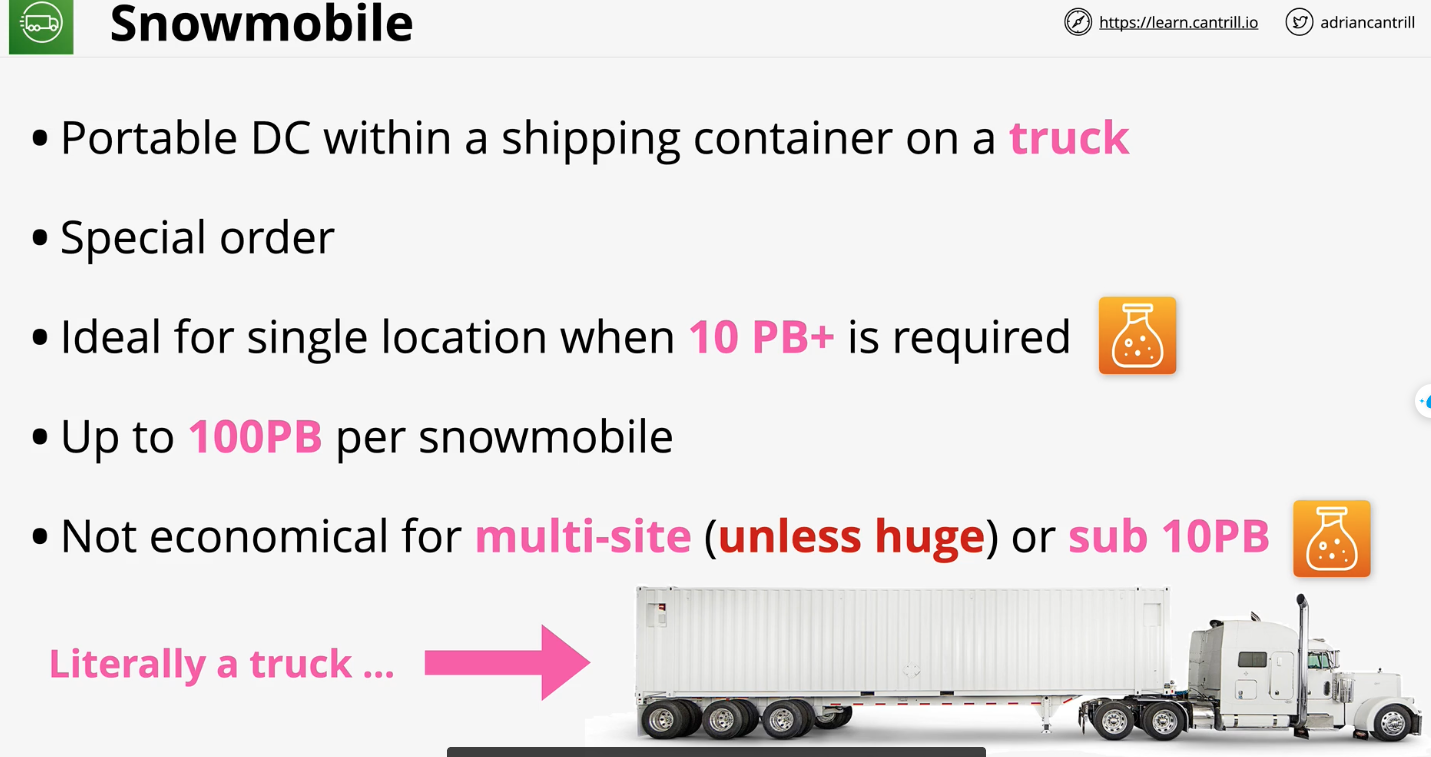 Snowmobile
https://learn.cantrill.io
adriancantrill
• Portable DC within a shipping container on a truck
• Special order
• Ideal for single location when 10 PB+ is required
• Up to 100PB per snowmobile
• Not economical for multi-site (unless huge) or sub 10PB
Literally a truck ...